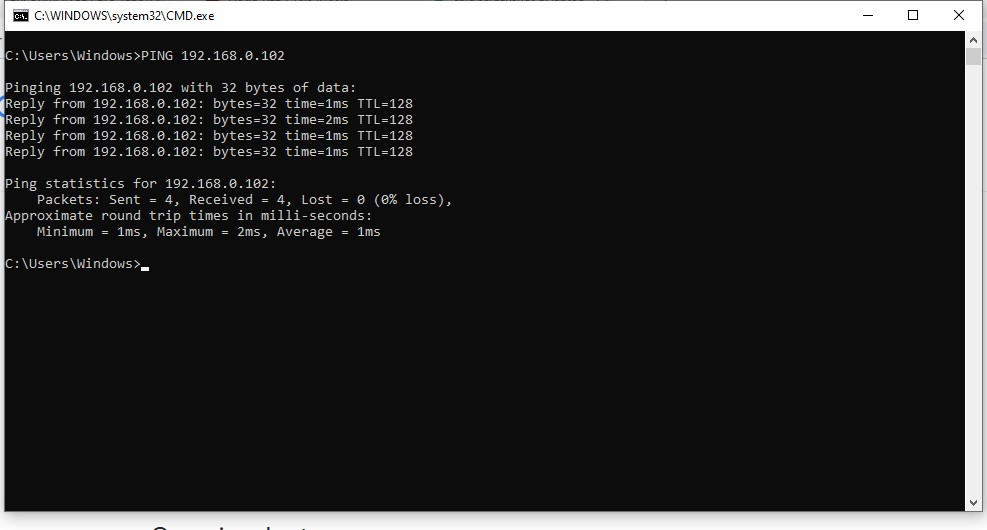 C:\WINDOWS\system32\CMD.exe
C:\Users\Windows>PING 192.168.0.102
Pinging 192.168.0.102 with 32 bytes of data:
Reply from 192.168.0.102: bytes=32 time=1ms TTL=128
Reply from 192.168.0.102: bytes=32 time=2ms TTL=128
Reply from 192.168.0.102: bytes=32 time=1ms TTL=128
Reply from 192.168.0.102: bytes=32 time=1ms TTL=128
Ping statistics for 192.168.0.102:
    Packets: Sent = 4, Received = 4, Lost = 0 (0% loss),
Approximate round trip times in milli-seconds:
    Minimum = 1ms, Maximum = 2ms, Average = 1ms
C:\Users\Windows>